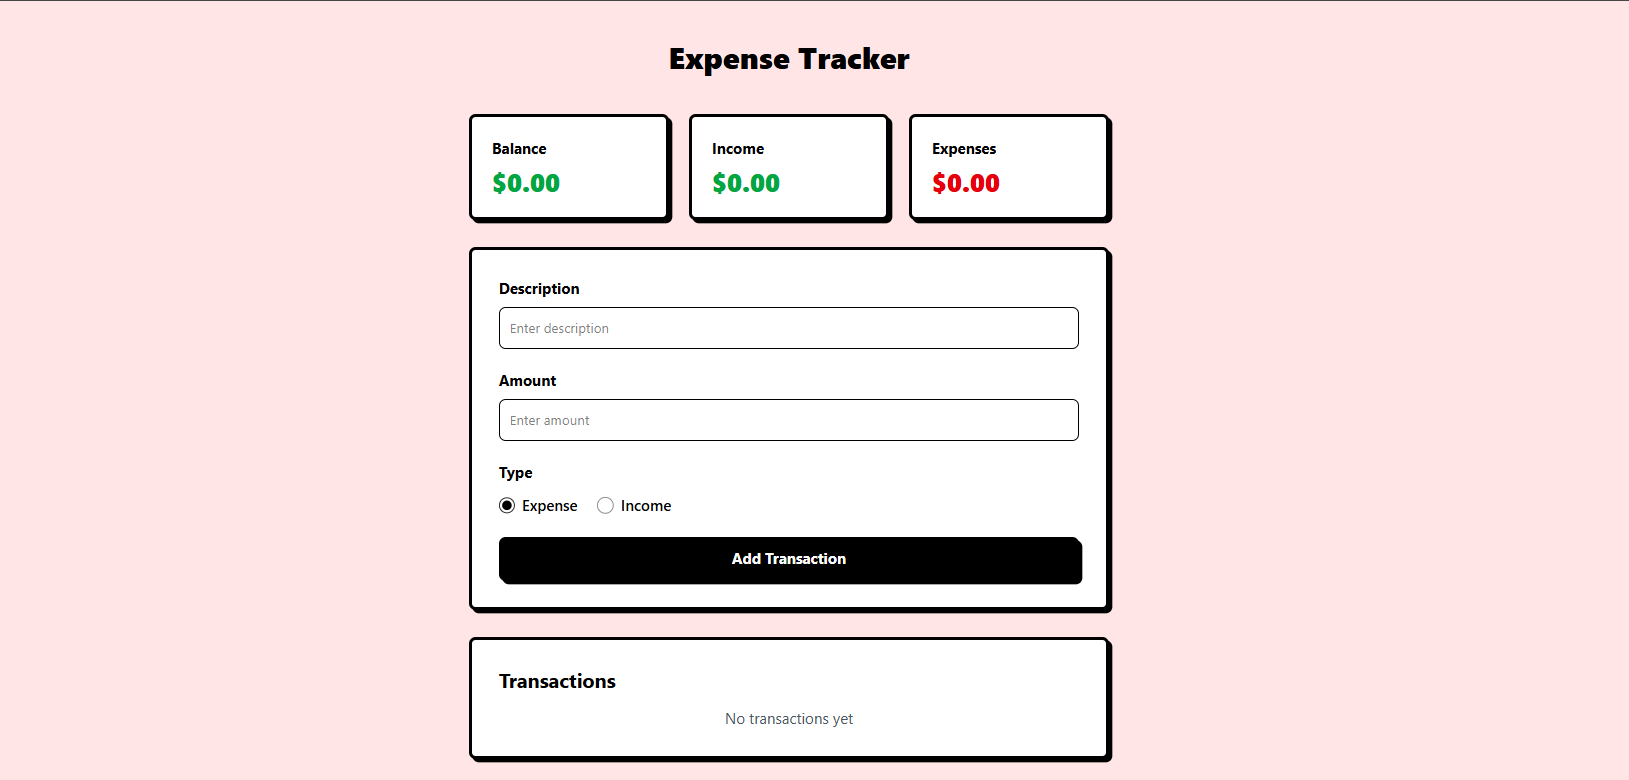 Expense Tracker
Balance
$0.00
Income
$0.00
Expenses
$0.00
Description
Enter description
Amount
Enter amount
Type
Expense Income
Add Transaction
Transactions
No transactions yet